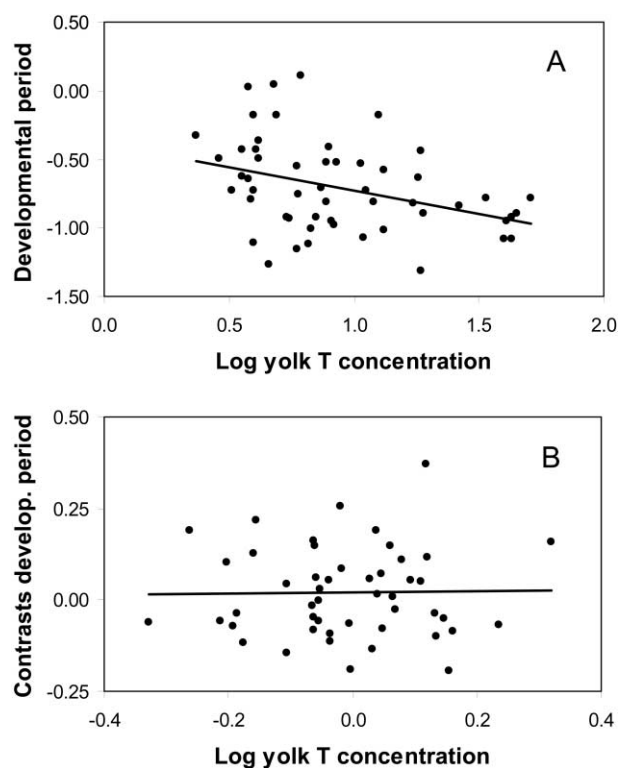 A
Developmental period
0.50
0.00
-0.50
-1.00
-1.50
0.0 0.5 1.0 1.5 2.0
Log yolk T concentration
B
Contrasts develop. period
0.50
0.25
0.00
-0.25
-0.4 -0.2 0.0 0.2 0.4
Log yolk T concentration